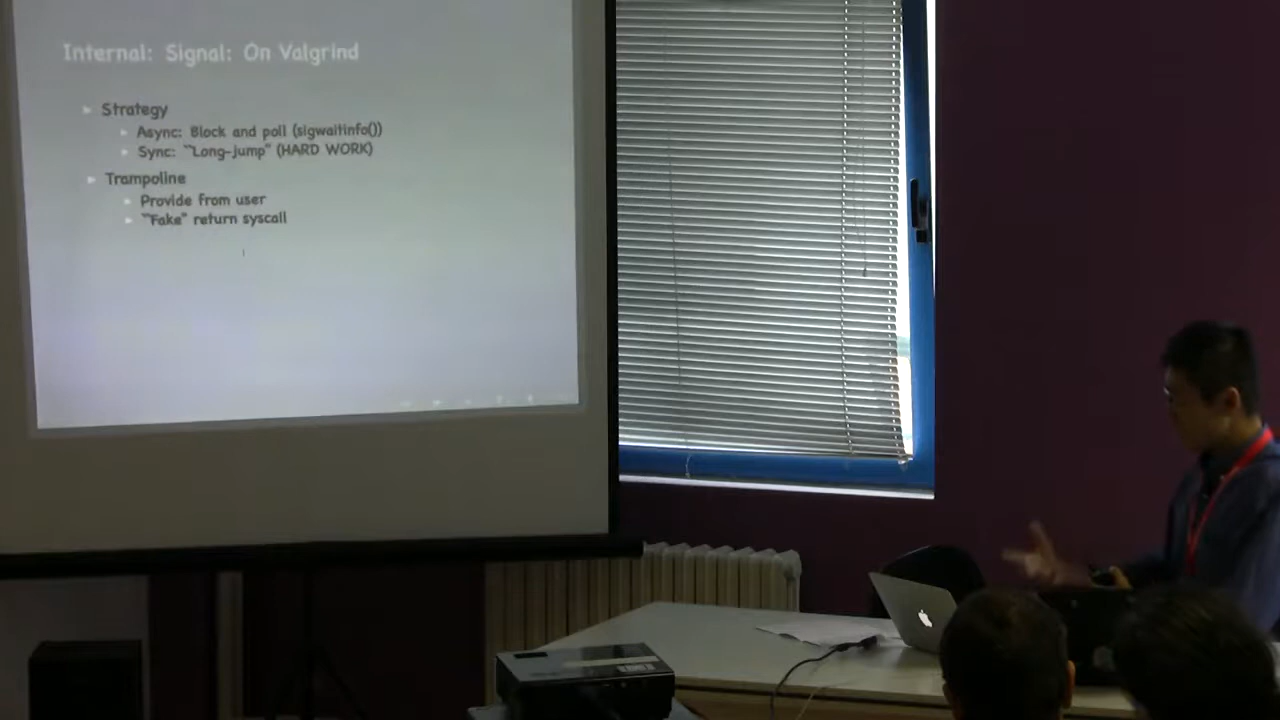 Internal: Signal: On Valgrind
Strategy
Async: Block and poll (sigwaitinfo())
Sync: "Long-jump" (HARD WORK)
Trampoline
Provide from user
"Fake" return syscall